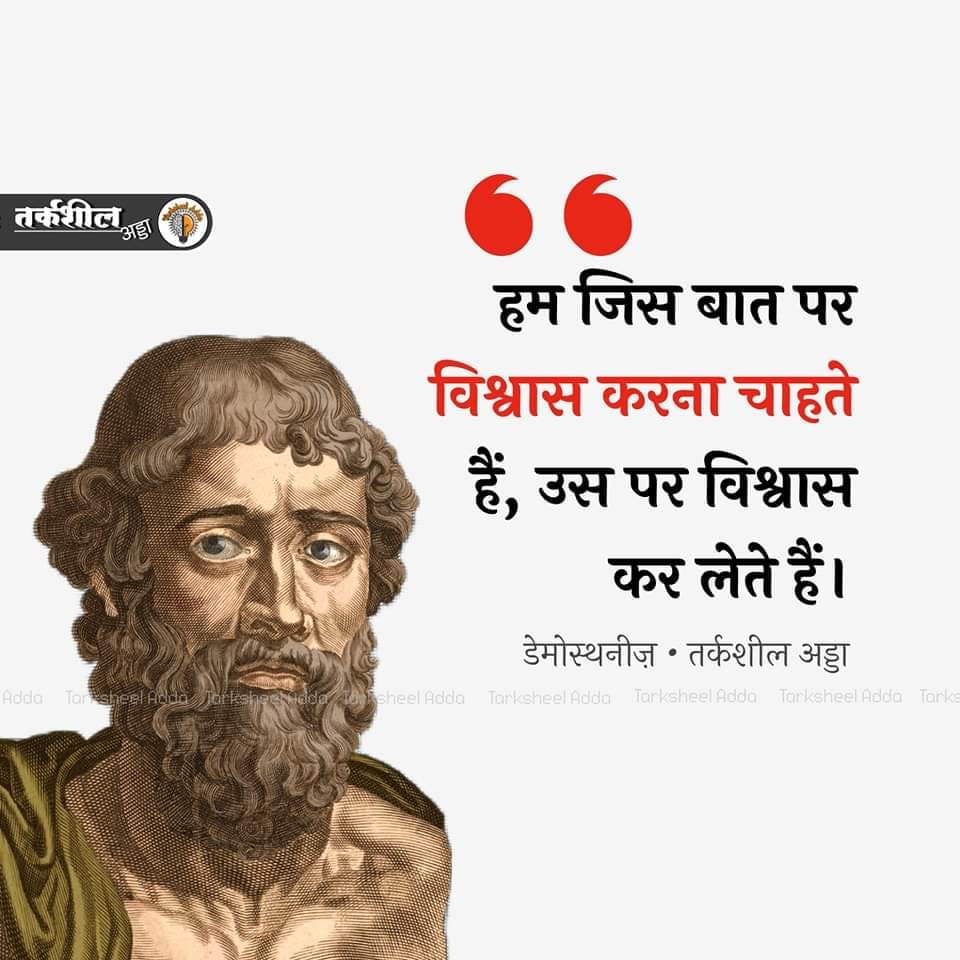 तर्कशील अड्डा
हम जिस बात पर
विश्वास करना चाहते
हैं, उस पर विश्वास
कर लेते हैं।
डेमोस्थनीज़ • तर्कशील अड्डा
Adda Tarksheel Adda Tarksheel Adda Tarksheel Adda Tarksheel Adda Tarksheel Adda Tarksheel Adda Tarks